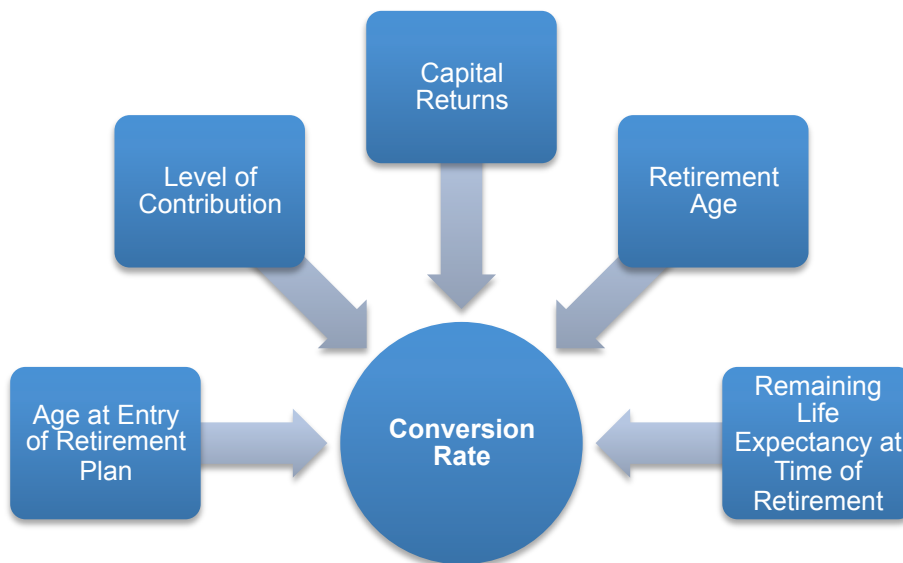 Capital
Returns
Level of
Contribution
Retirement
Age
Age at Entry
of Retirement
Plan
Conversion
Rate
Remaining
Life
Expectancy at
Time of
Retirement